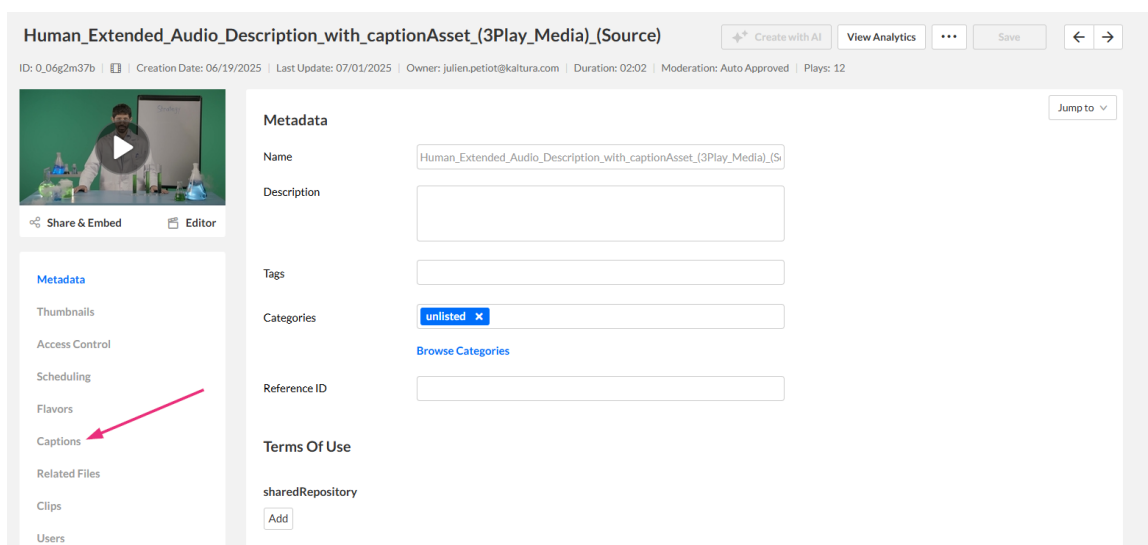 Human_Extended_Audio_Description_with_captionAsset_(3Play_Media)_(Source)
Create with AI
View Analytics
•••
Save
ID: 0_06g2m37b | Creation Date: 06/19/2025 | Last Update: 07/01/2025 | Owner: julien.petiot@kaltura.com | Duration: 02:02 | Moderation: Auto Approved | Plays: 12
Share & Embed
Editor
Metadata
Thumbnails
Access Control
Scheduling
Flavors
Captions
Related Files
Clips
Users
Jump to
Metadata
Name
Human_Extended_Audio_Description_with_captionAsset_(3Play_Media)_(S
Description
Tags
Categories
unlisted
Browse Categories
Reference ID
Terms Of Use
sharedRepository
Add